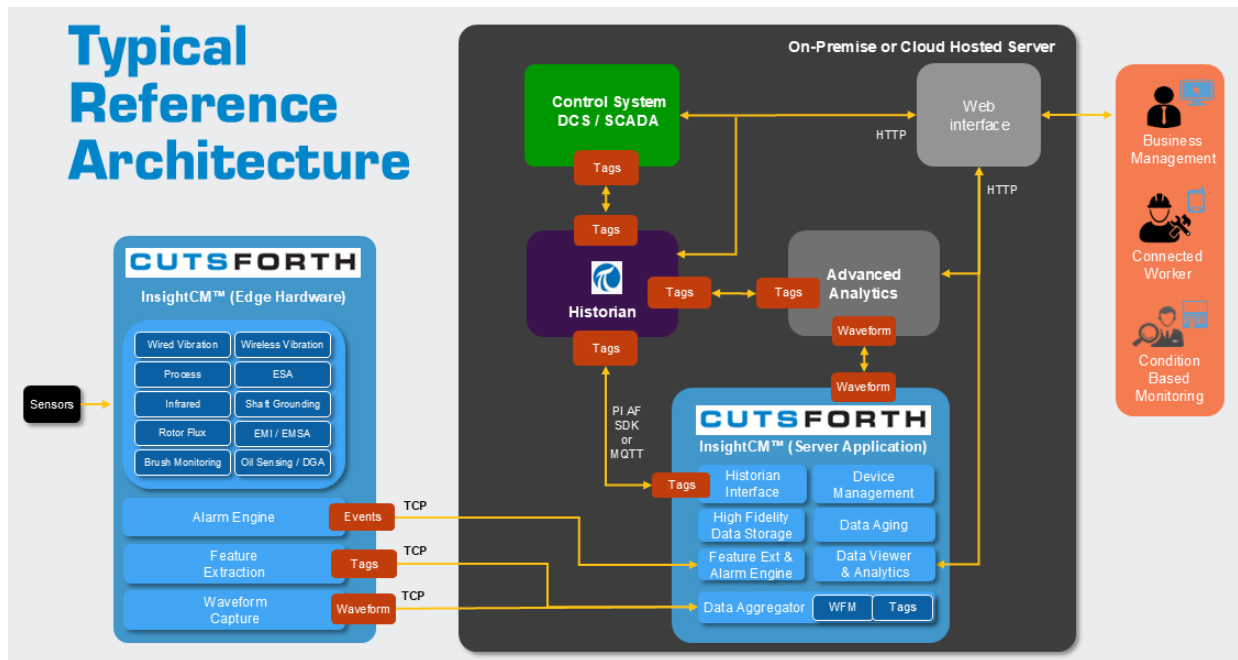 Typical
Reference
Architecture
On-Premise or Cloud Hosted Server
Control System
DCS / SCADA
Tags
Web
interface
HTTP
HTTP
Business
Management
Connected
Worker
Condition
Based
Monitoring
Tags
Historian
Tags
Tags
Tags
Advanced
Analytics
Waveform
Waveform
PI AF
SDK
or
MQTT
CUTSFORTH
InsightCM™ (Edge Hardware)
Wired Vibration
Wireless Vibration
Process
ESA
Infrared
Shaft Grounding
Rotor Flux
EMI / EMSA
Brush Monitoring
Oil Sensing / DGA
Sensors
Alarm Engine
Events
TCP
Feature
Extraction
Tags
TCP
Waveform
Capture
Waveform
TCP
CUTSFORTH
InsightCM™ (Server Application)
Tags
Historian
Interface
Device
Management
High Fidelity
Data Storage
Data Aging
Feature Ext &
Alarm Engine
Data Viewer
& Analytics
Data Aggregator
WFM
Tags